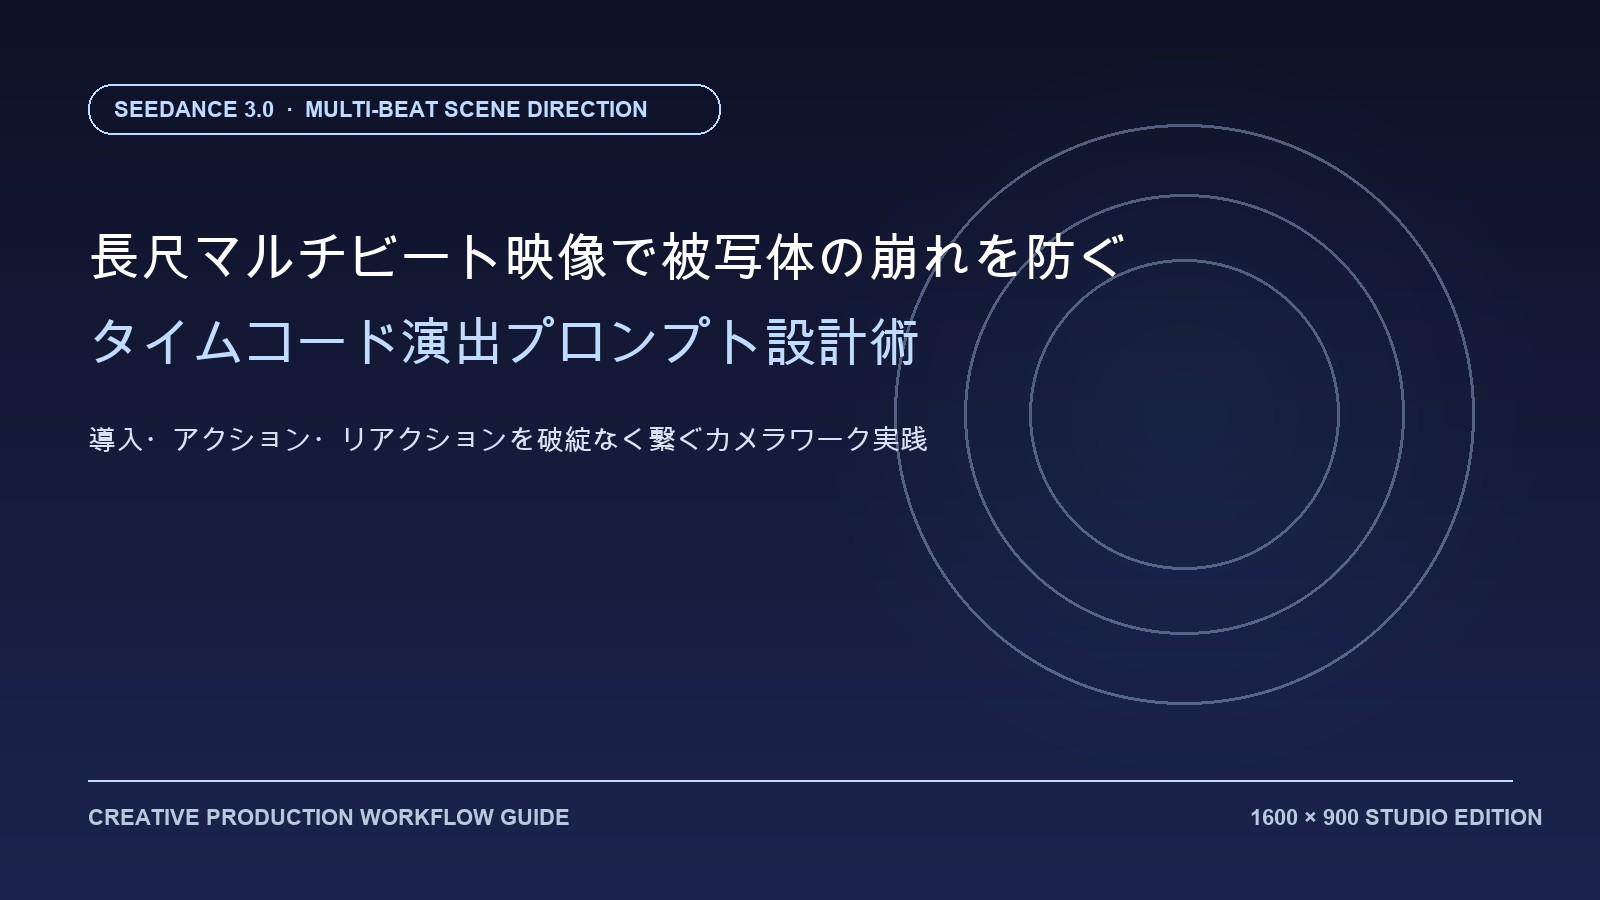 SEEDANCE 3.0 · MULTI-BEAT SCENE DIRECTION
長尺マルチビート映像で被写体の崩れを防ぐ
タイムコード演出プロンプト設計術
導入・アクション・リアクションを破綻なく繋ぐカメラワーク実践
CREATIVE PRODUCTION WORKFLOW GUIDE
1600 × 900 STUDIO EDITION